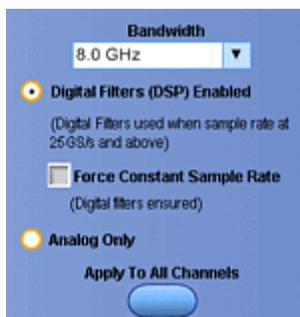 Bandwidth
8.0 GHz
Digital Filters (DSP) Enabled
(Digital Filters used when sample rate at
25GS/s and above)
Force Constant Sample Rate
(Digital filters ensured)
Analog Only
Apply To All Channels